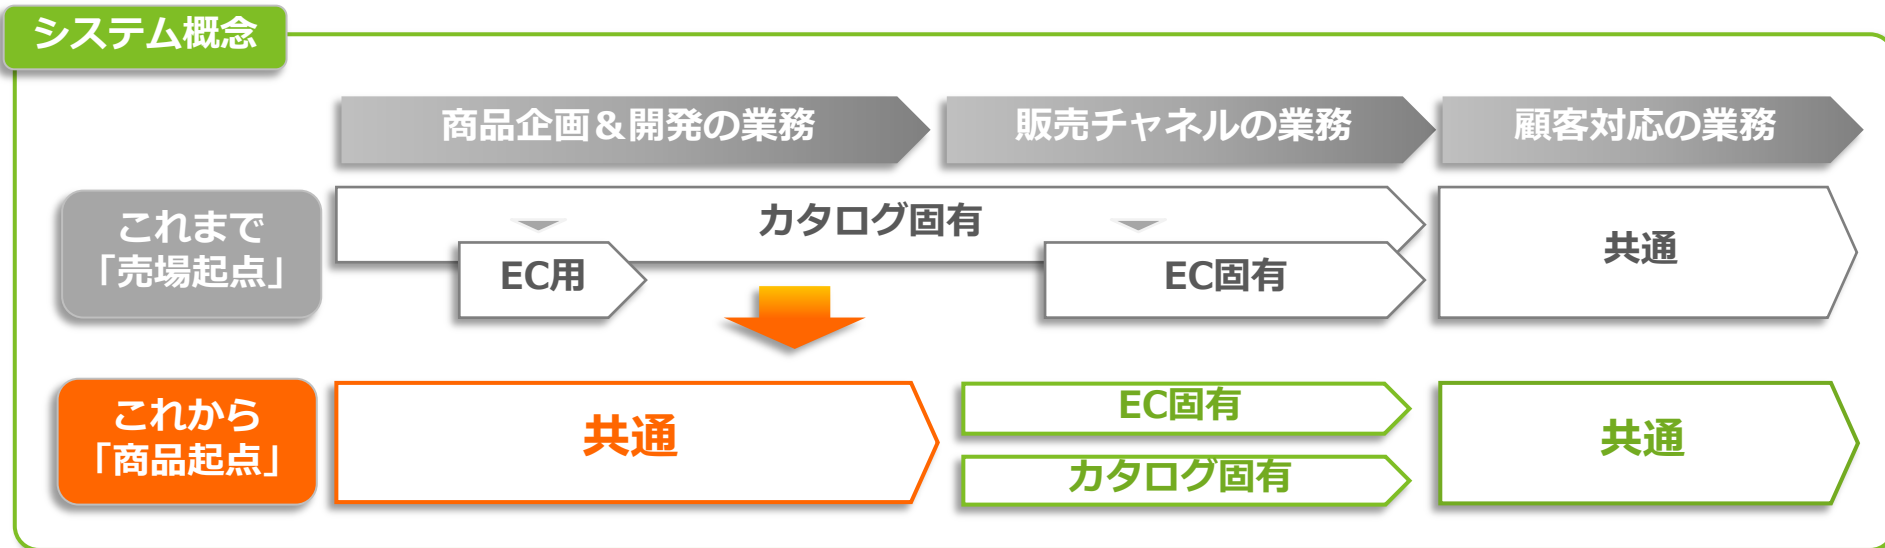 システム概念
商品企画＆開発の業務
販売チャネルの業務
顧客対応の業務
これまで
「売場起点」
カタログ固有
EC用
EC固有
共通
これから
「商品起点」
共通
EC固有
カタログ固有
共通